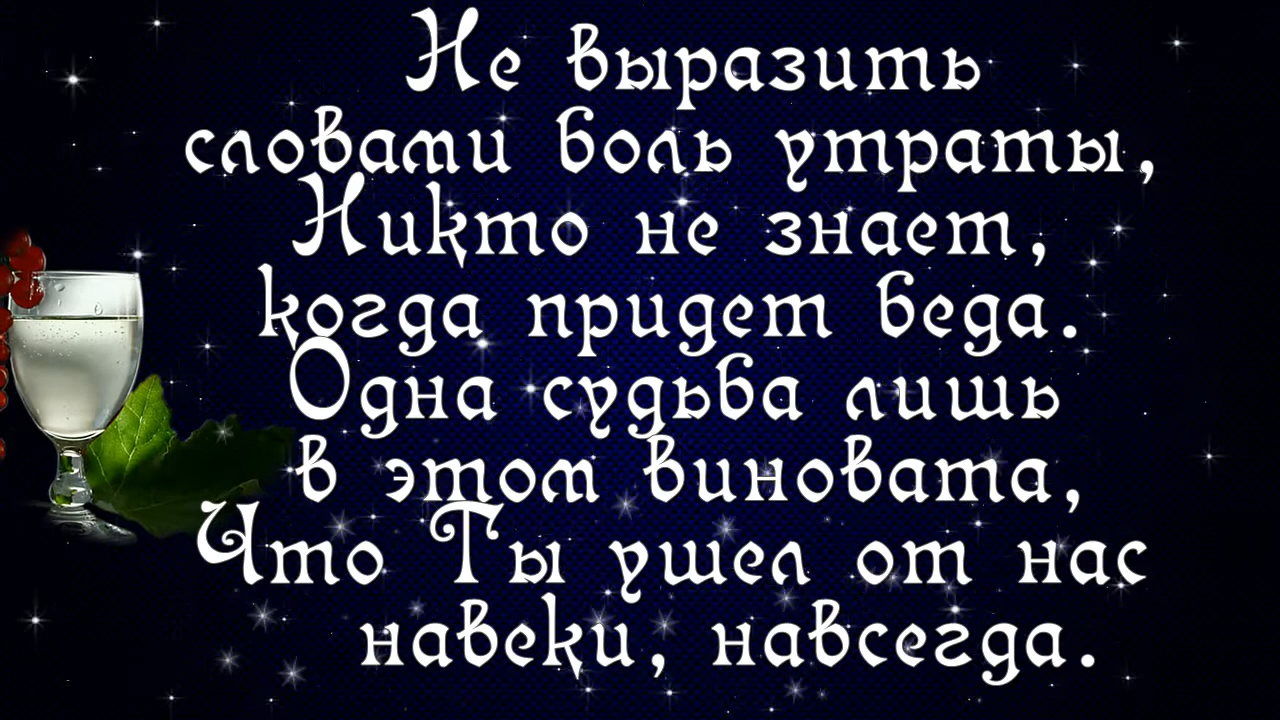 Не выразить
словами боль утраты,
Никто не знает,
когда придет беда.
Одна судьба лишь
в этом виновата,
Что Ты ушел от нас
навеки, навсегда.